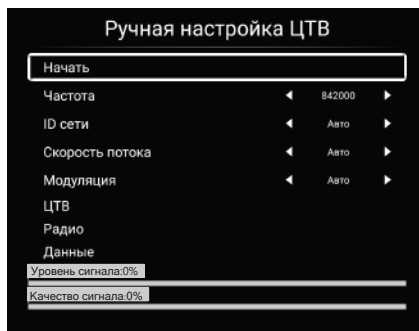 Ручная настройка ЦТВ
Начать
Частота 842000
ID сети Авто
Скорость потока Авто
Модуляция Авто
ЦТВ
Радио
Данные
Уровень сигнала:0%
Качество сигнала:0%